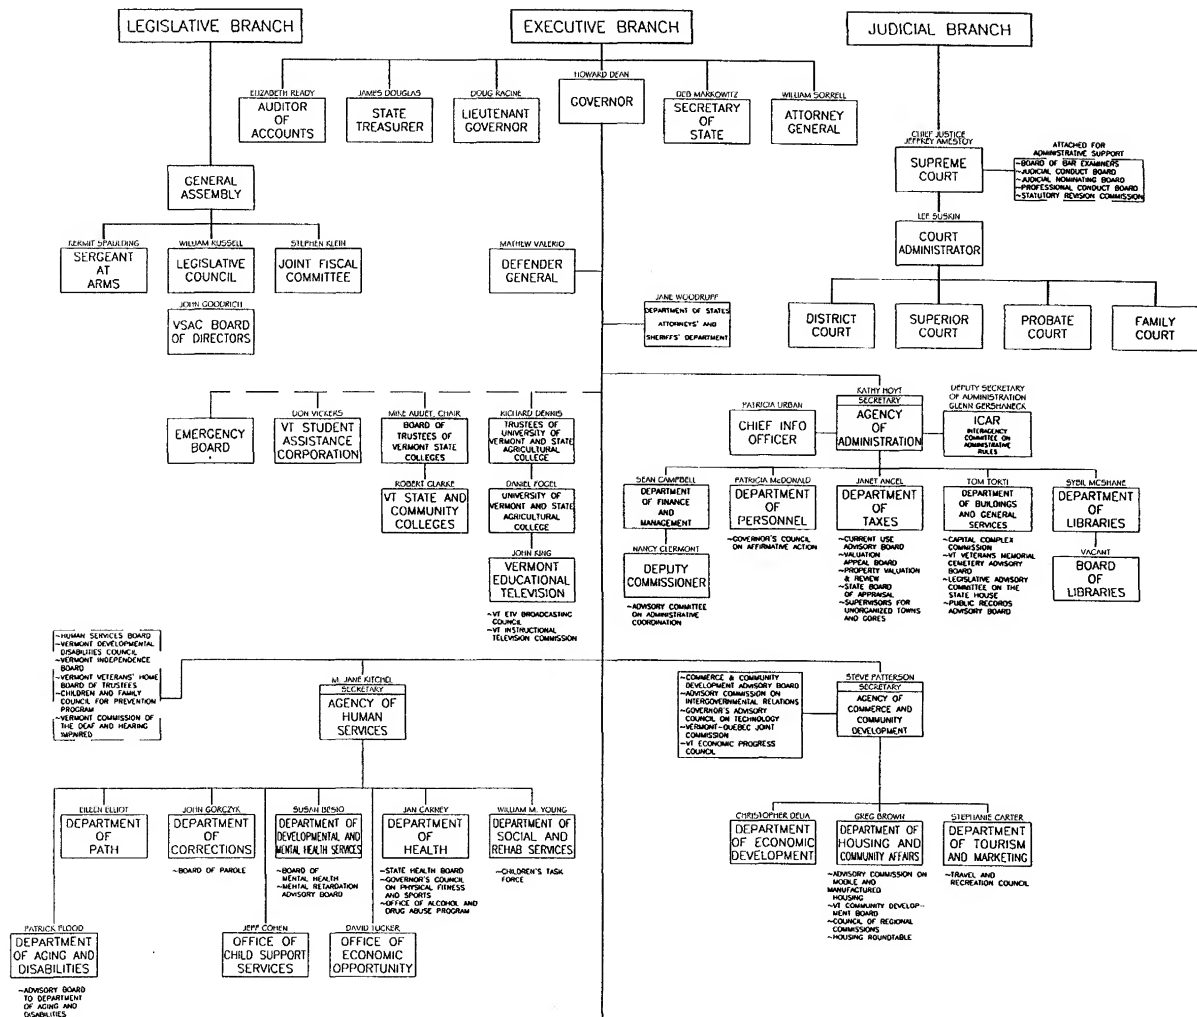 LEGISLATIVE BRANCH
EXECUTIVE BRANCH
JUDICIAL BRANCH
ELIZABETH READY
AUDITOR
OF
ACCOUNTS
JAMES DOUGLAS
STATE
TREASURER
DOUG RACINE
LIEUTENANT
GOVERNOR
HOWARD DEAN
GOVERNOR
DEB MARKOWITZ
SECRETARY
OF
STATE
WILLIAM SORRELL
ATTORNEY
GENERAL
CHIEF JUSTICE
JEFFREY AMESTOY
SUPREME
COURT
ATTACHED FOR
ADMINISTRATIVE SUPPORT
~BOARD OF BAR EXAMINERS
~JUDICIAL CONDUCT BOARD
~JUDICIAL NOMINATING BOARD
~PROFESSIONAL CONDUCT BOARD
~STATUTORY REVISION COMMISSION
GENERAL
ASSEMBLY
LEE SUSKIN
COURT
ADMINISTRATOR
KERMIT SPAULDING
SERGEANT
AT
ARMS
WILLIAM RUSSELL
LEGISLATIVE
COUNCIL
STEPHEN KLEIN
JOINT FISCAL
COMMITTEE
MATHEW VALERIO
DEFENDER
GENERAL
JOHN GOODRICH
VSAC BOARD
OF DIRECTORS
JANE WOODRUFF
DEPARTMENT OF STATES
ATTORNEYS' AND
SHERIFFS' DEPARTMENT
DISTRICT
COURT
SUPERIOR
COURT
PROBATE
COURT
FAMILY
COURT
EMERGENCY
BOARD
DON VICKERS
VT STUDENT
ASSISTANCE
CORPORATION
MIKE AUDET, CHAIR
BOARD OF
TRUSTEES OF
VERMONT STATE
COLLEGES
RICHARD DENNIS
TRUSTEES OF
UNIVERSITY OF
VERMONT AND STATE
AGRICULTURAL
COLLEGE
PATRICIA URBAN
CHIEF INFO
OFFICER
KATHY HOYT
SECRETARY
AGENCY
OF
ADMINISTRATION
DEPUTY SECRETARY
OF ADMINISTRATION
GLENN GERSHANECK
ICAR
INTERAGENCY
COMMITTEE ON
ADMINISTRATIVE
RULES
ROBERT CLARKE
VT STATE AND
COMMUNITY
COLLEGES
DANIEL FOGEL
UNIVERSITY OF
VERMONT AND STATE
AGRICULTURAL
COLLEGE
JOHN KING
VERMONT
EDUCATIONAL
TELEVISION
~VT ETV BROADCASTING
COUNCIL
~VT INSTRUCTIONAL
TELEVISION COMMISSION
SEAN CAMPBELL
DEPARTMENT
OF FINANCE
AND
MANAGEMENT
PATRICIA McDONALD
DEPARTMENT
OF
PERSONNEL
~GOVERNOR'S COUNCIL
ON AFFIRMATIVE ACTION
JANET ANCEL
DEPARTMENT
OF
TAXES
~CURRENT USE
ADVISORY BOARD
~VALUATION
APPEAL BOARD
~PROPERTY VALUATION
& REVIEW
~STATE BOARD
OF APPRAISAL
~SUPERVISORS FOR
UNORGANIZED TOWNS
AND GORES
TOM TORTI
DEPARTMENT
OF BUILDINGS
AND GENERAL
SERVICES
~CAPITAL COMPLEX
COMMISSION
~VT VETERANS MEMORIAL
CEMETERY ADVISORY
BOARD
~LEGISLATIVE ADVISORY
COMMITTEE ON THE
STATE HOUSE
~PUBLIC RECORDS
ADVISORY BOARD
SYBIL McSHANE
DEPARTMENT
OF
LIBRARIES
NANCY CLERMONT
DEPUTY
COMMISSIONER
~ADVISORY COMMITTEE
ON ADMINISTRATIVE
COORDINATION
VACANT
BOARD
OF
LIBRARIES
~HUMAN SERVICES BOARD
~VERMONT DEVELOPMENTAL
DISABILITIES COUNCIL
~VERMONT INDEPENDENCE
BOARD
~VERMONT VETERANS' HOME
BOARD OF TRUSTEES
~CHILDREN AND FAMILY
COUNCIL FOR PREVENTION
PROGRAM
~VERMONT COMMISSION OF
THE DEAF AND HEARING
IMPAIRED
M. JANE KITCHEL
SECRETARY
AGENCY OF
HUMAN
SERVICES
~COMMERCE & COMMUNITY
DEVELOPMENT ADVISORY BOARD
~ADVISORY COMMISSION ON
INTERGOVERNMENTAL RELATIONS
~GOVERNOR'S ADVISORY
COUNCIL ON TECHNOLOGY
~VERMONT-QUEBEC JOINT
COMMISSION
~VT ECONOMIC PROGRESS
COUNCIL
STEVE PATTERSON
SECRETARY
AGENCY OF
COMMERCE AND
COMMUNITY
DEVELOPMENT
EILEEN ELLIOT
DEPARTMENT
OF
PATH
JOHN GORCZYK
DEPARTMENT
OF
CORRECTIONS
~BOARD OF PAROLE
SUSAN BESIO
DEPARTMENT OF
DEVELOPMENTAL AND
MENTAL HEALTH SERVICES
~BOARD OF
MENTAL HEALTH
~MENTAL RETARDATION
ADVISORY BOARD
JAN CARNEY
DEPARTMENT
OF
HEALTH
~STATE HEALTH BOARD
~GOVERNOR'S COUNCIL
ON PHYSICAL FITNESS
AND SPORTS
~OFFICE OF ALCOHOL AND
DRUG ABUSE PROGRAM
WILLIAM M. YOUNG
DEPARTMENT OF
SOCIAL AND
REHAB SERVICES
~CHILDREN'S TASK
FORCE
CHRISTOPHER DELIA
DEPARTMENT
OF ECONOMIC
DEVELOPMENT
GREG BROWN
DEPARTMENT OF
HOUSING AND
COMMUNITY AFFAIRS
~ADVISORY COMMISSION ON
MOBILE AND
MANUFACTURED
HOUSING
~VT COMMUNITY DEVELOP-
MENT BOARD
~COUNCIL OF REGIONAL
COMMISSIONS
~HOUSING ROUNDTABLE
STEPHANIE CARTER
DEPARTMENT
OF TOURISM
AND MARKETING
~TRAVEL AND
RECREATION COUNCIL
PATRICK FLOOD
DEPARTMENT
OF AGING AND
DISABILITIES
~ADVISORY BOARD
TO DEPARTMENT
OF AGING AND
DISABILITIES
JEFF COHEN
OFFICE OF
CHILD SUPPORT
SERVICES
DAVID TUCKER
OFFICE OF
ECONOMIC
OPPORTUNITY